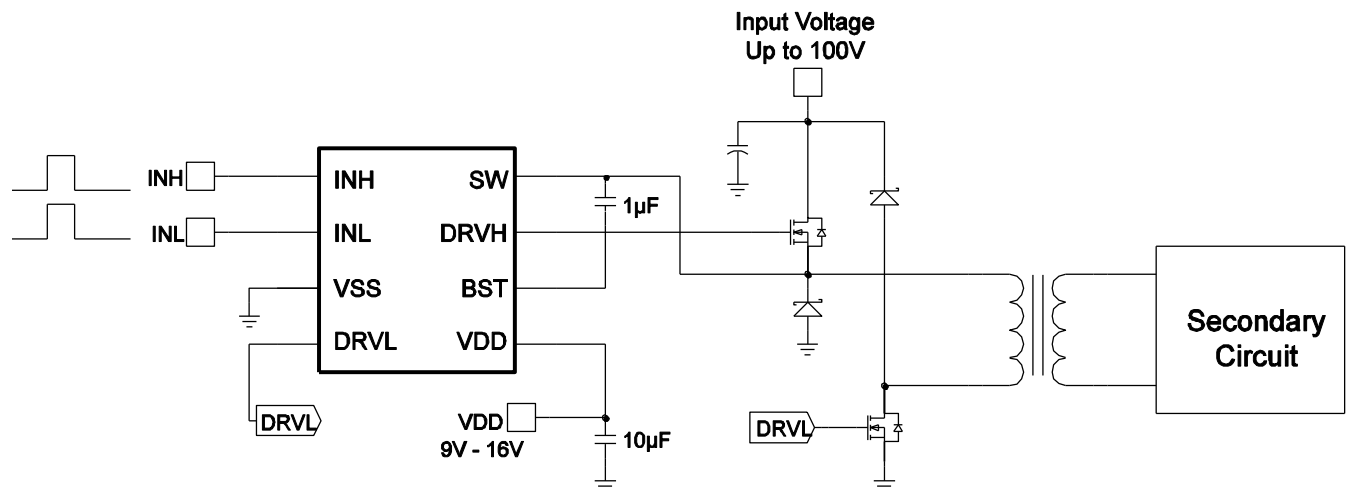 Input Voltage
Up to 100V
INH
INL
INH
INL
VSS
DRVL
SW
DRVH
BST
VDD
1µF
DRVL
VDD
9V - 16V
10µF
DRVL
Secondary
Circuit